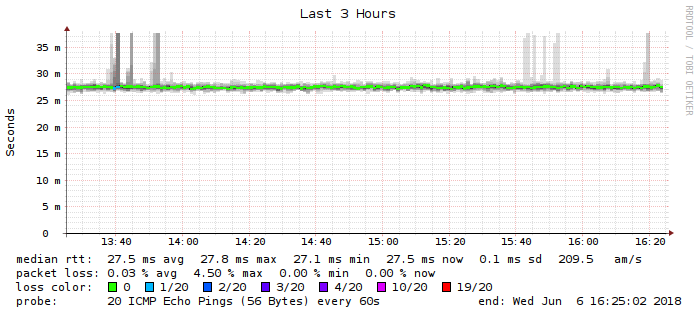 Last 3 Hours
RRDTOOL / TOBI OETIKER
Seconds
35 m
30 m
25 m
20 m
15 m
10 m
5 m
0
13:40 14:00 14:20 14:40 15:00 15:20 15:40 16:00 16:20
median rtt: 27.5 ms avg 27.8 ms max 27.1 ms min 27.5 ms now 0.1 ms sd 209.5 am/s
packet loss: 0.03 % avg 4.50 % max 0.00 % min 0.00 % now
loss color: 0 1/20 2/20 3/20 4/20 10/20 19/20
probe: 20 ICMP Echo Pings (56 Bytes) every 60s end: Wed Jun 6 16:25:02 2018